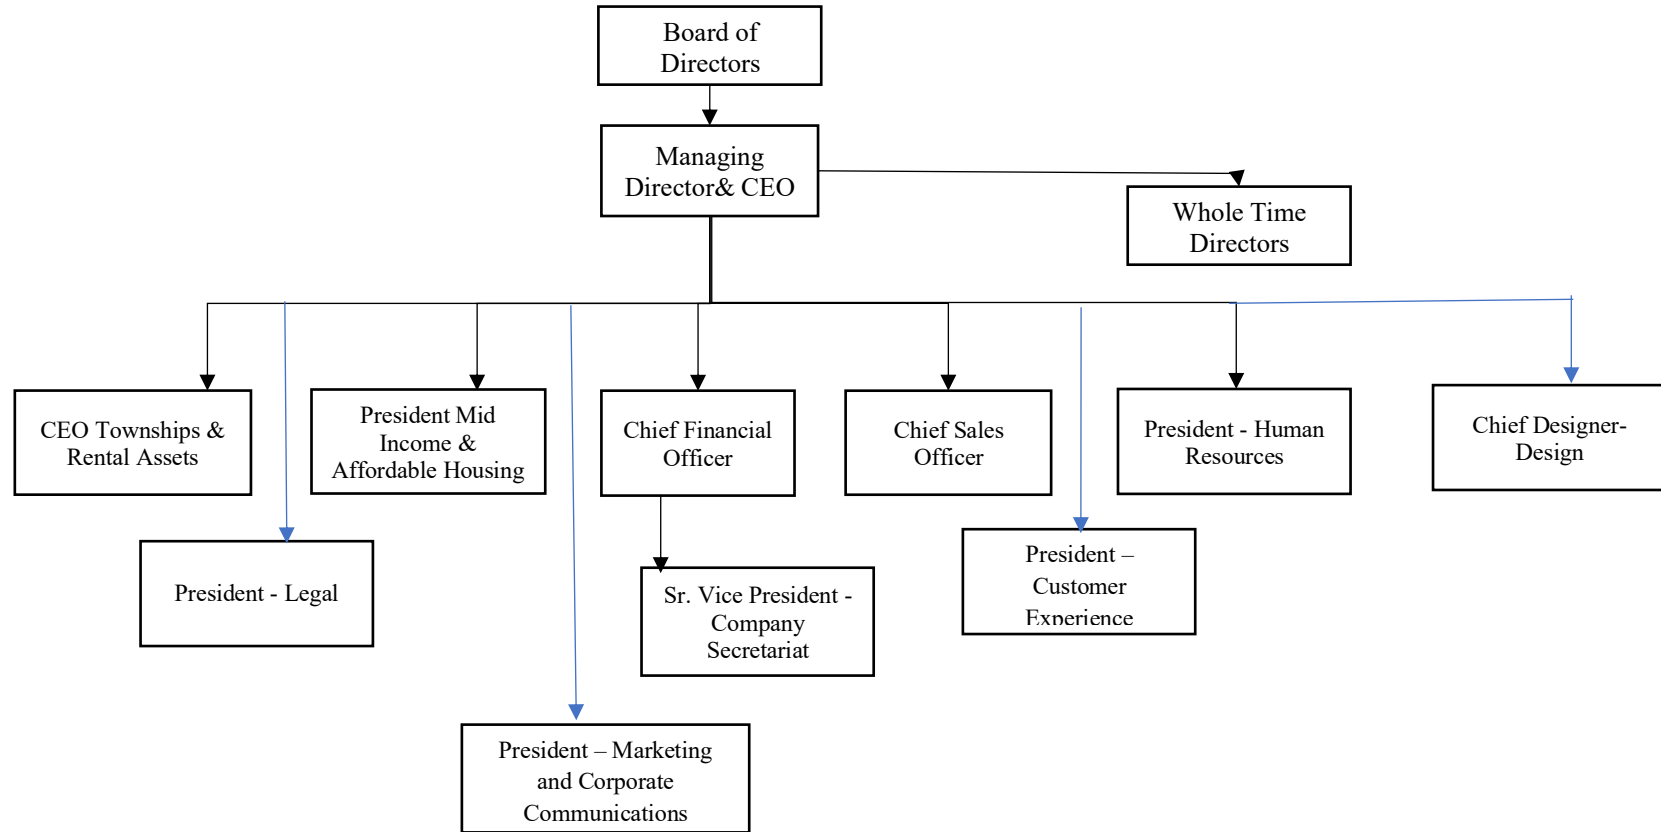 Board of
Directors
Managing
Director& CEO
Whole Time
Directors
CEO Townships &
Rental Assets
President Mid
Income &
Affordable Housing
Chief Financial
Officer
Chief Sales
Officer
President - Human
Resources
Chief Designer-
Design
President - Legal
Sr. Vice President -
Company
Secretariat
President –
Customer
Experience
President – Marketing
and Corporate
Communications